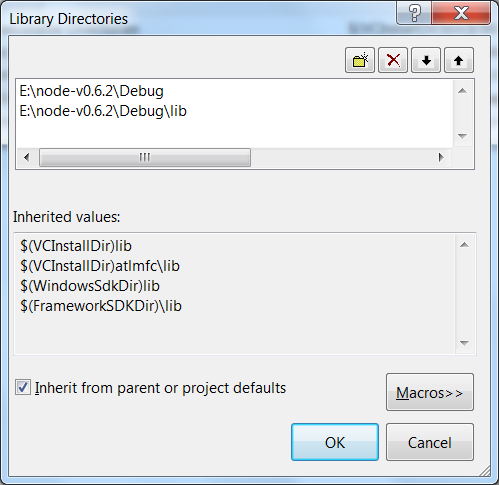 Library Directories
E:\node-v0.6.2\Debug
E:\node-v0.6.2\Debug\lib
Inherited values:
$(VCInstallDir)lib
$(VCInstallDir)atlmfc\lib
$(WindowsSdkDir)lib
$(FrameworkSDKDir)\lib
Inherit from parent or project defaults
Macros>>
OK
Cancel